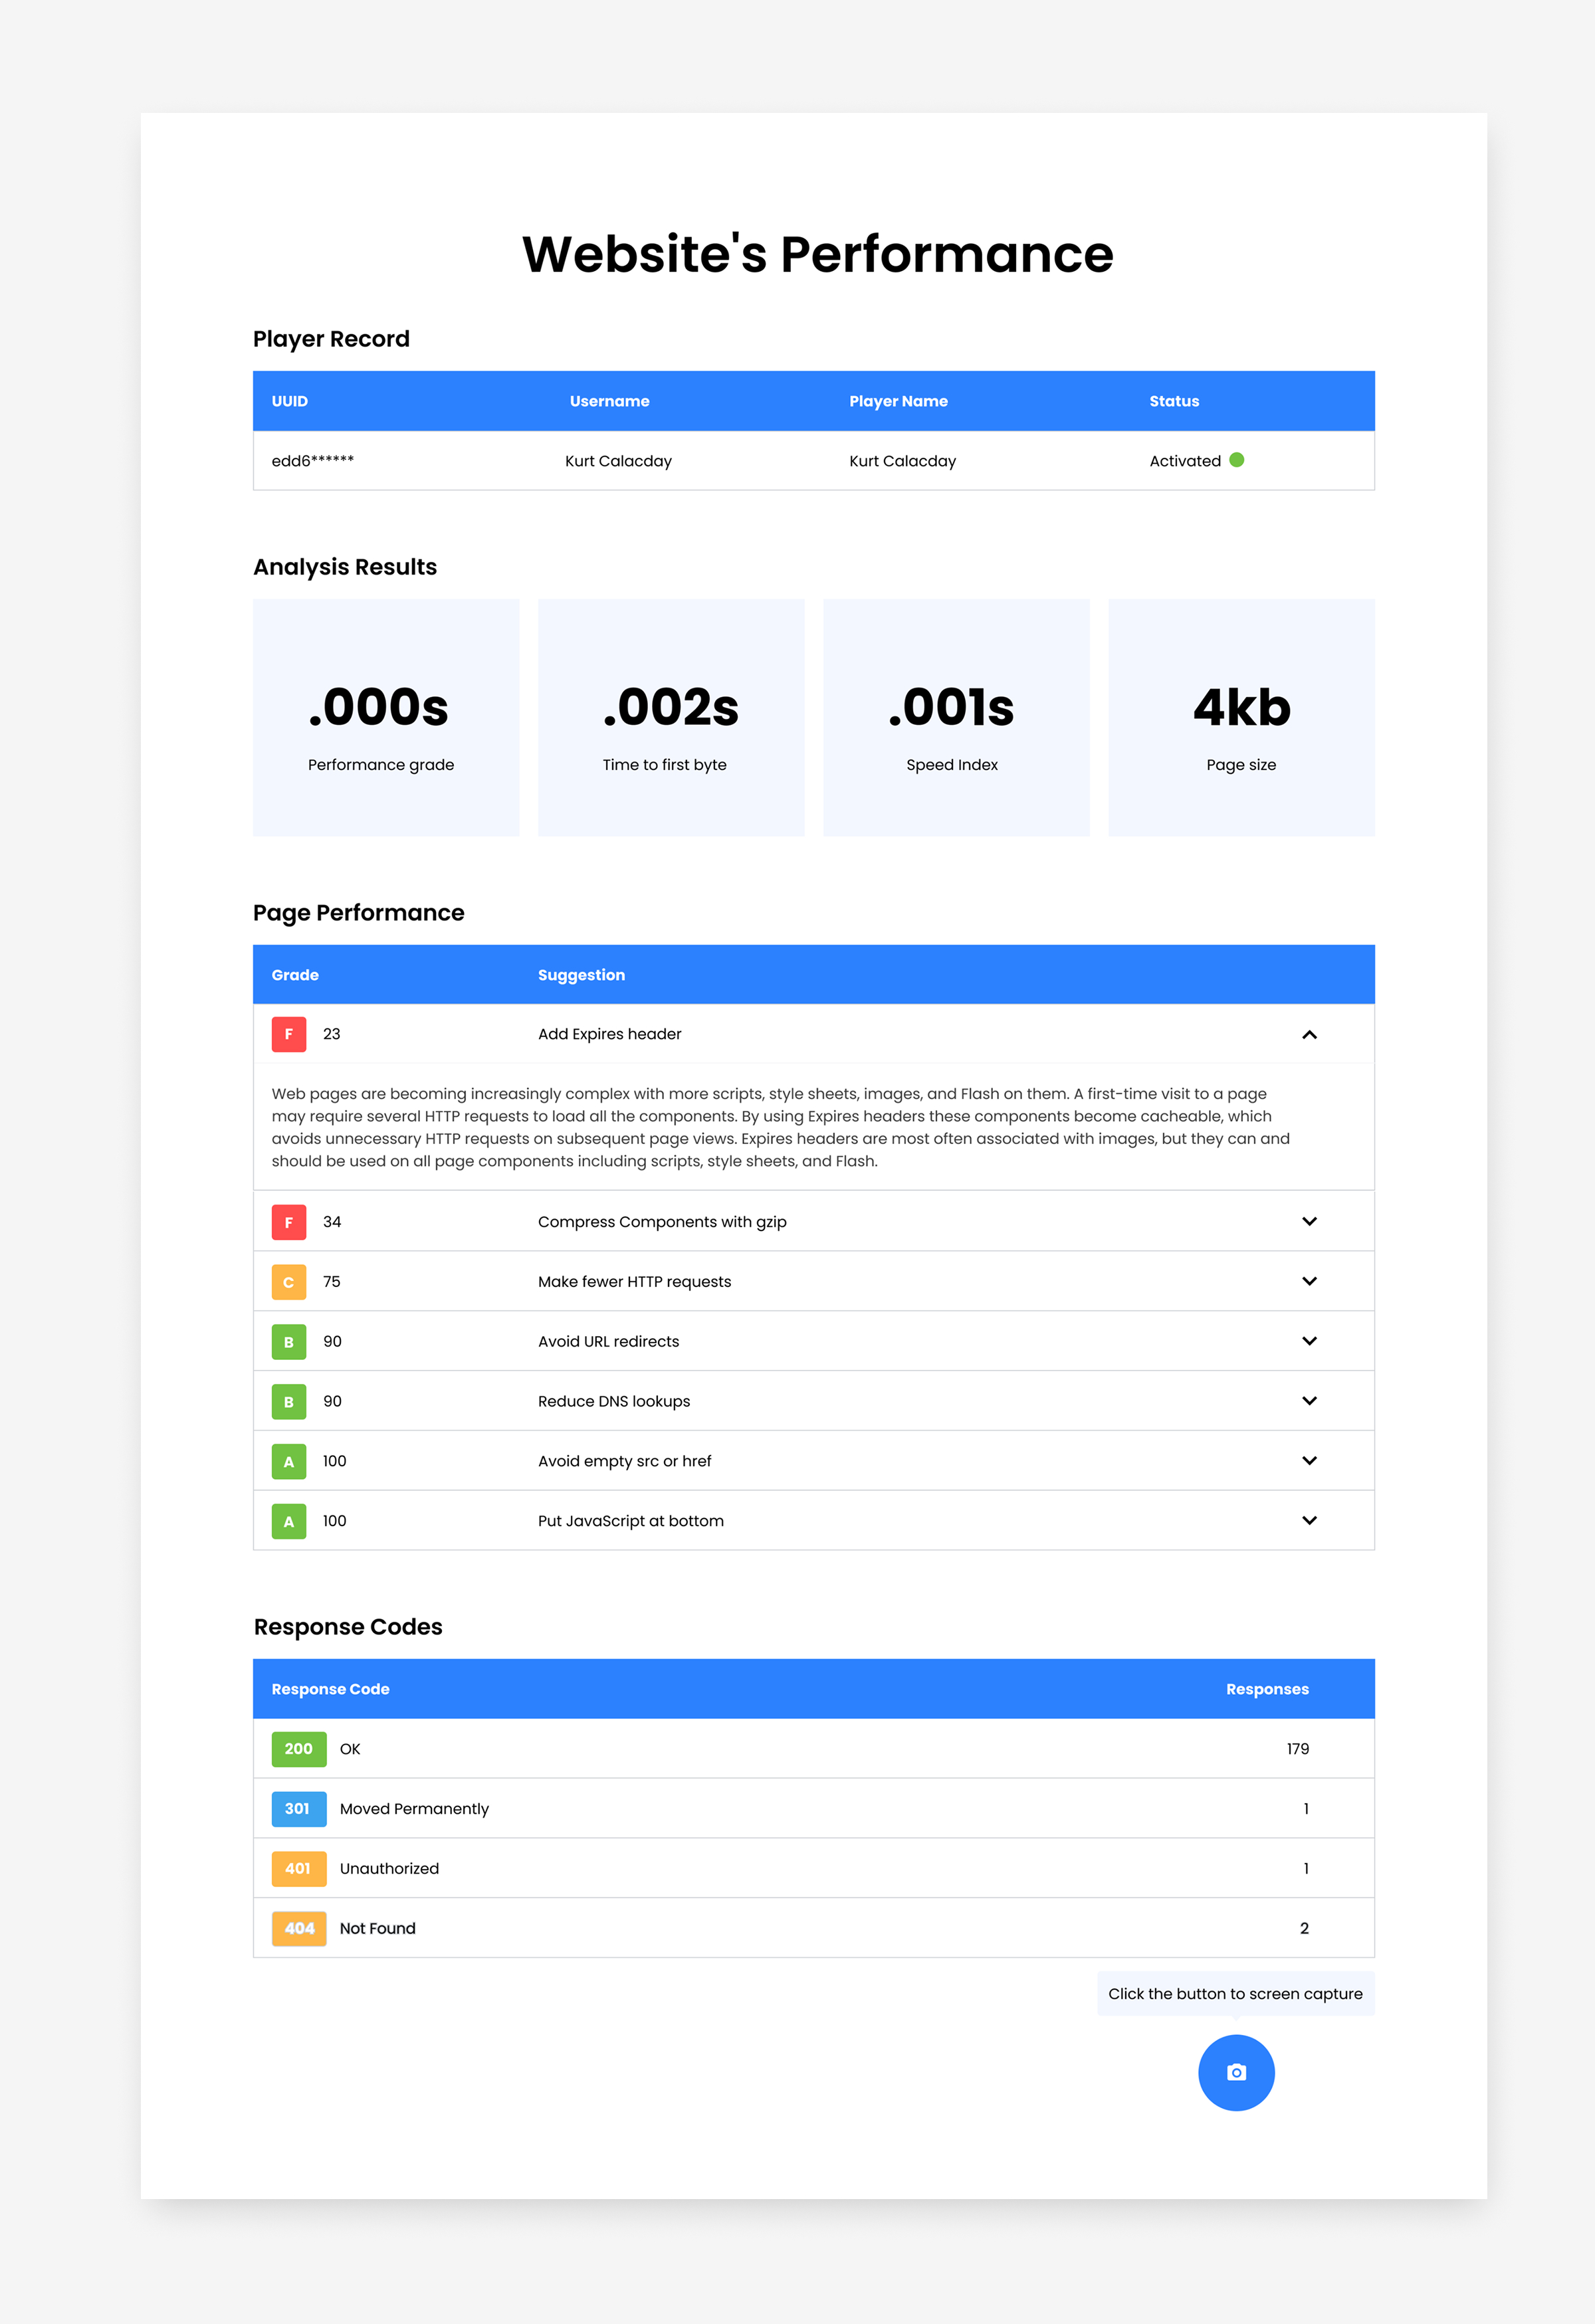 Website's Performance
Player Record
UUID Username Player Name Status
edd6****** Kurt Calacday Kurt Calacday Activated
Analysis Results
.000s .002s .001s 4kb
Performance grade Time to first byte Speed Index Page size
Page Performance
Grade Suggestion
F 23 Add Expires header
Web pages are becoming increasingly complex with more scripts, style sheets, images, and Flash on them. A first-time visit to a page
may require several HTTP requests to load all the components. By using Expires headers these components become cacheable, which
avoids unnecessary HTTP requests on subsequent page views. Expires headers are most often associated with images, but they can and
should be used on all page components including scripts, style sheets, and Flash.
F 34 Compress Components with gzip
C 75 Make fewer HTTP requests
B 90 Avoid URL redirects
B 90 Reduce DNS lookups
A 100 Avoid empty src or href
A 100 Put JavaScript at bottom
Response Codes
Response Code Responses
200 OK 179
301 Moved Permanently 1
401 Unauthorized 1
404 Not Found 2
Click the button to screen capture